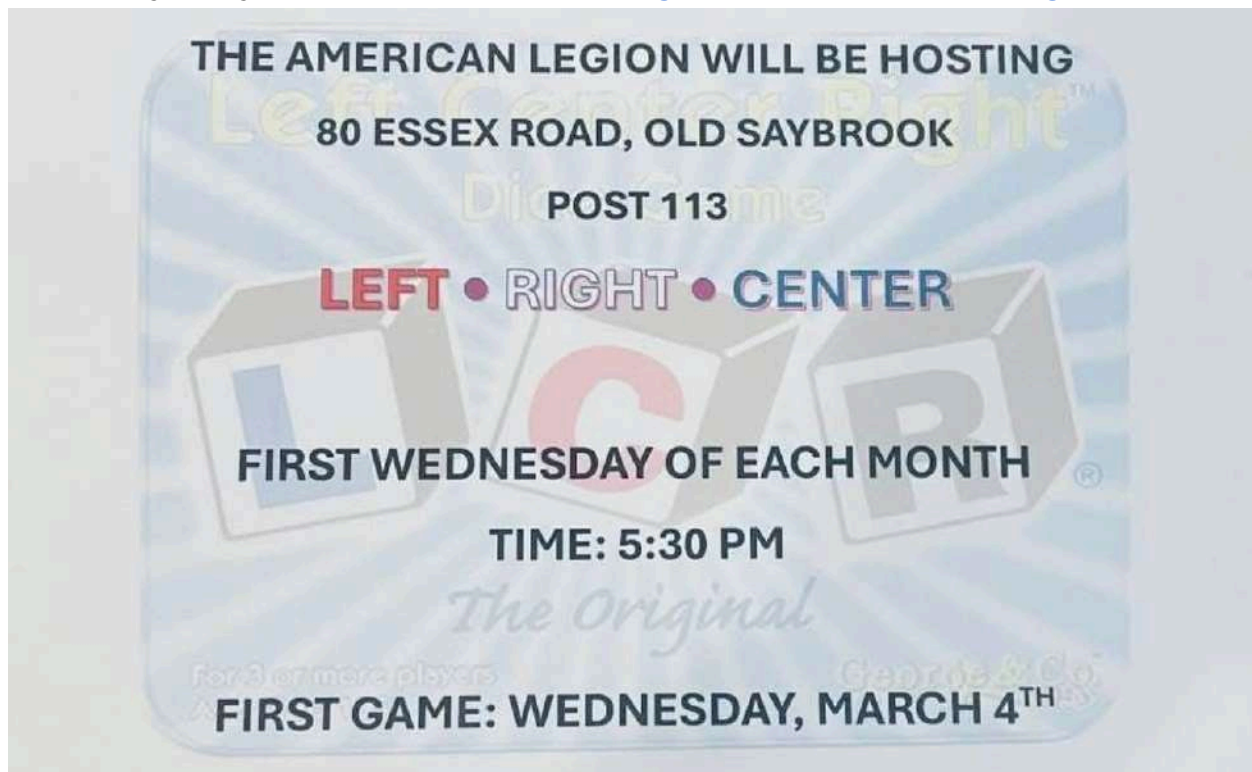 THE AMERICAN LEGION WILL BE HOSTING
Left Center Right™
80 ESSEX ROAD, OLD SAYBROOK
Dice Game
POST 113
LEFT • RIGHT • CENTER
L C R
FIRST WEDNESDAY OF EACH MONTH
®
TIME: 5:30 PM
The Original
For 3 or more players
George & Co.
FIRST GAME: WEDNESDAY, MARCH 4TH